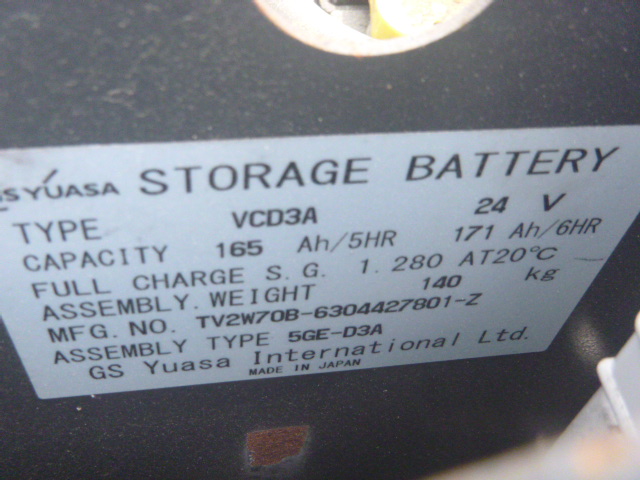 GS YUASA STORAGE BATTERY
TYPE VCD3A 24 V
CAPACITY 165 Ah/5HR 171 Ah/6HR
FULL CHARGE S.G. 1.280 AT20℃
ASSEMBLY.WEIGHT 140 kg
MFG.NO. TV2W70B-6304427801-Z
ASSEMBLY TYPE 5GE-D3A
GS Yuasa International Ltd.
MADE IN JAPAN